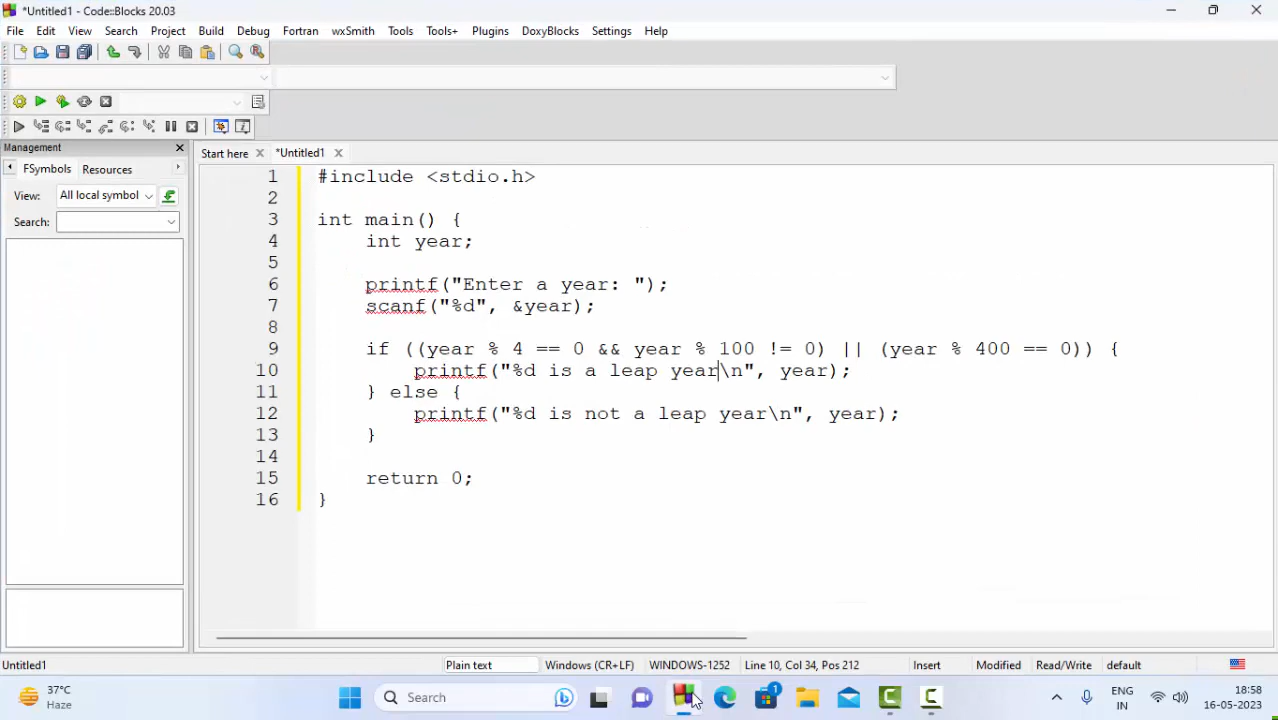 *Untitled1 - Code::Blocks 20.03
File Edit View Search Project Build Debug Fortran wxSmith Tools Tools+ Plugins DoxyBlocks Settings Help
Management
Start here
*Untitled1
FSymbols Resources
View: All local symbol
Search:
1 #include <stdio.h>
2
3 int main() {
4     int year;
5
6     printf("Enter a year: ");
7     scanf("%d", &year);
8
9     if ((year % 4 == 0 && year % 100 != 0) || (year % 400 == 0)) {
10         printf("%d is a leap year\n", year);
11     } else {
12         printf("%d is not a leap year\n", year);
13     }
14
15     return 0;
16 }
Untitled1 Plain text Windows (CR+LF) WINDOWS-1252 Line 10, Col 34, Pos 212 Insert Modified Read/Write default
37°C
Haze
Search
1
ENG
IN
18:58
16-05-2023